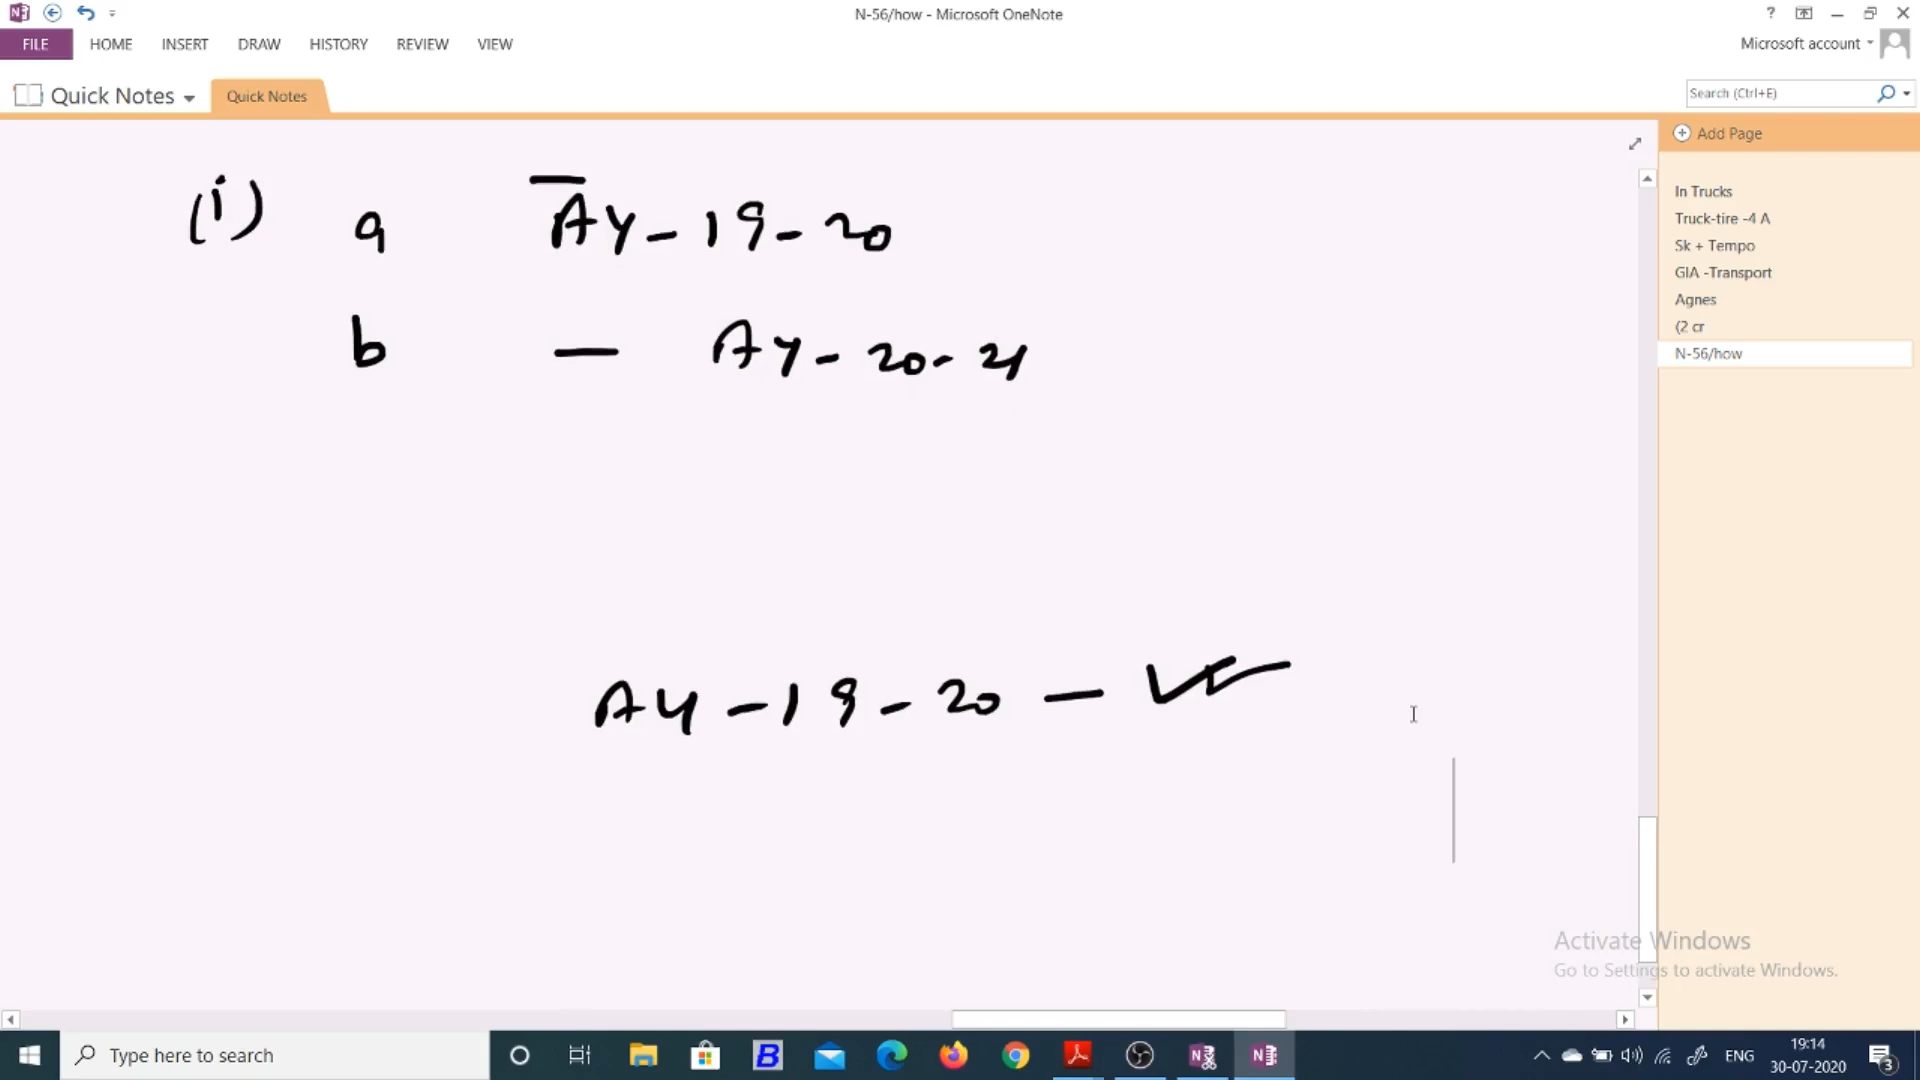 N-56/how - Microsoft OneNote
?
FILE HOME INSERT DRAW HISTORY REVIEW VIEW
Microsoft account
Quick Notes Quick Notes
Search (Ctrl+E)
Add Page
In Trucks
Truck-tire -4 A
Sk + Tempo
GIA -Transport
Agnes
(2 cr
N-56/how
(i) a AY-19-20
b — AY-20-21
AY-19-20 —
Activate Windows
Go to Settings to activate Windows.
Type here to search
ENG
19:14
30-07-2020
3